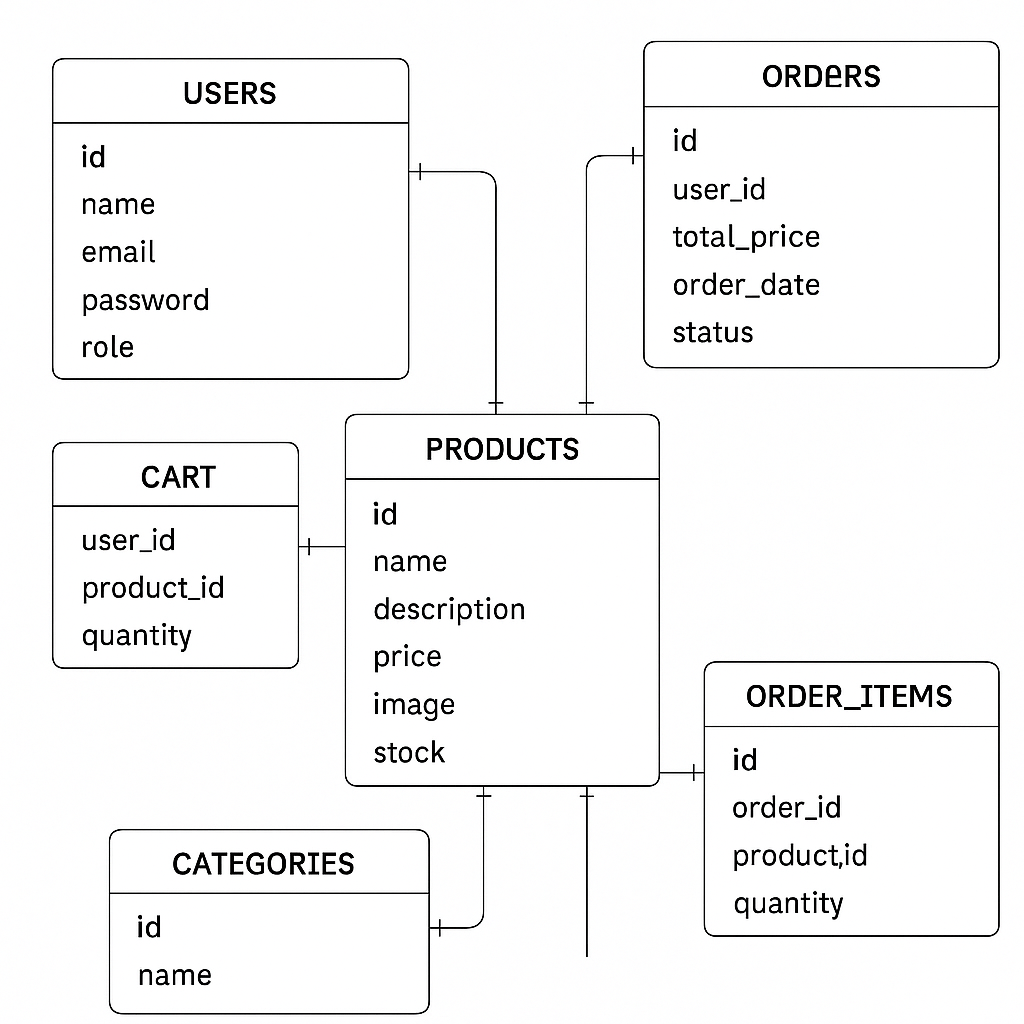 USERS
id
name
email
password
role
ORDeRS
id
user_id
total_price
order_date
status
CART
user_id
product_id
quantity
PRODUCTS
id
name
description
price
image
stock
ORDER_ITEMS
id
order_id
product,id
quantity
CATEGORIES
id
name